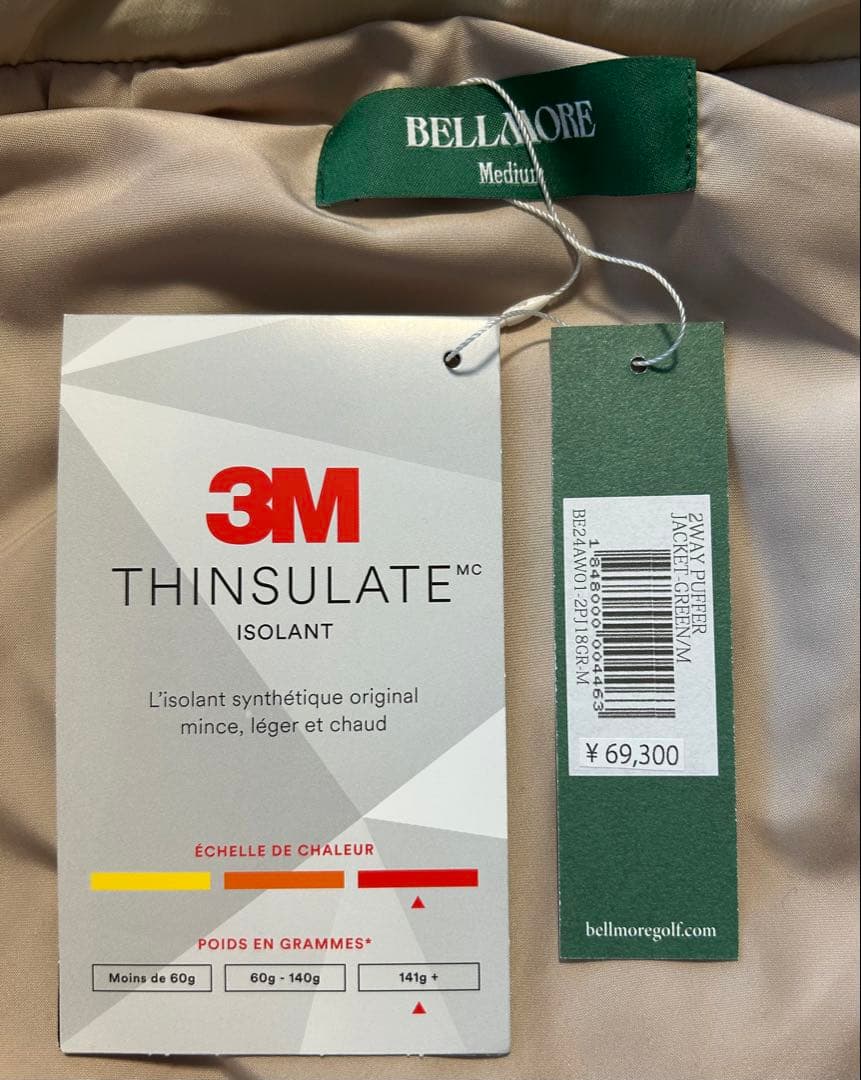 BELLMORE
Medium
3M
THINSULATE MC
ISOLANT
L'isolant synthétique original
mince, léger et chaud
ÉCHELLE DE CHALEUR
POIDS EN GRAMMES*
Moins de 60g
60g - 140g
141g +
2WAY PUFFER
JACKET-GREEN/M
1848000004463
BE24AW01-2PJ18GR-M
¥ 69,300
bellmoregolf.com